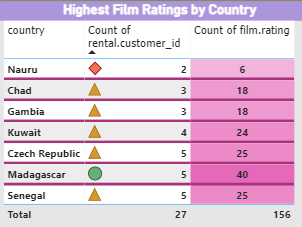 Highest Film Ratings by Country
country Count of rental.customer_id Count of film.rating
Nauru 2 6
Chad 3 18
Gambia 3 18
Kuwait 4 24
Czech Republic 5 25
Madagascar 5 40
Senegal 5 25
Total 27 156